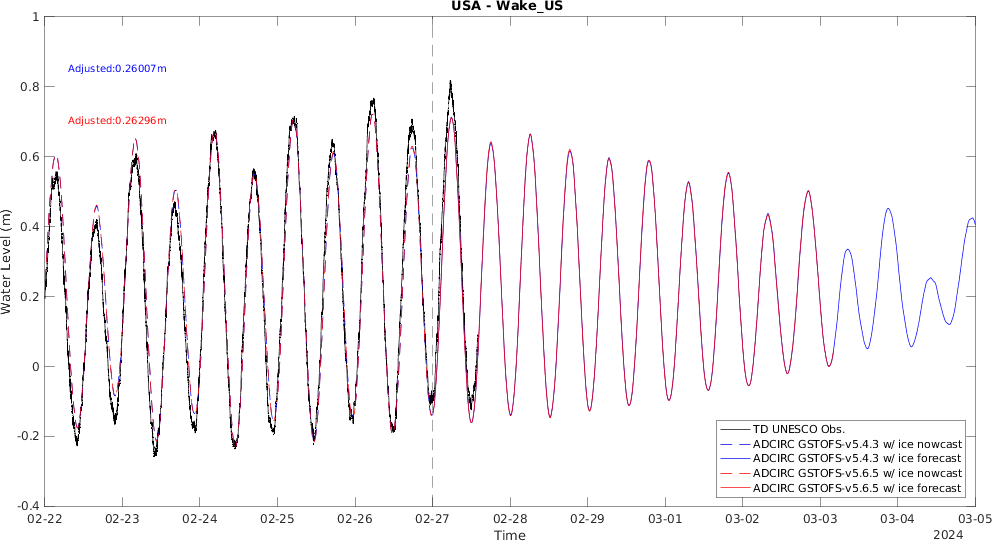 USA - Wake_US
1
0.8
0.6
0.4
0.2
0
-0.2
-0.4
Water Level (m)
Adjusted:0.26007m
Adjusted:0.26296m
TD UNESCO Obs.
ADCIRC GSTOFS-v5.4.3 w/ ice nowcast
ADCIRC GSTOFS-v5.4.3 w/ ice forecast
ADCIRC GSTOFS-v5.6.5 w/ ice nowcast
ADCIRC GSTOFS-v5.6.5 w/ ice forecast
02-22 02-23 02-24 02-25 02-26 02-27 02-28 02-29 03-01 03-02 03-03 03-04 03-05
Time
2024